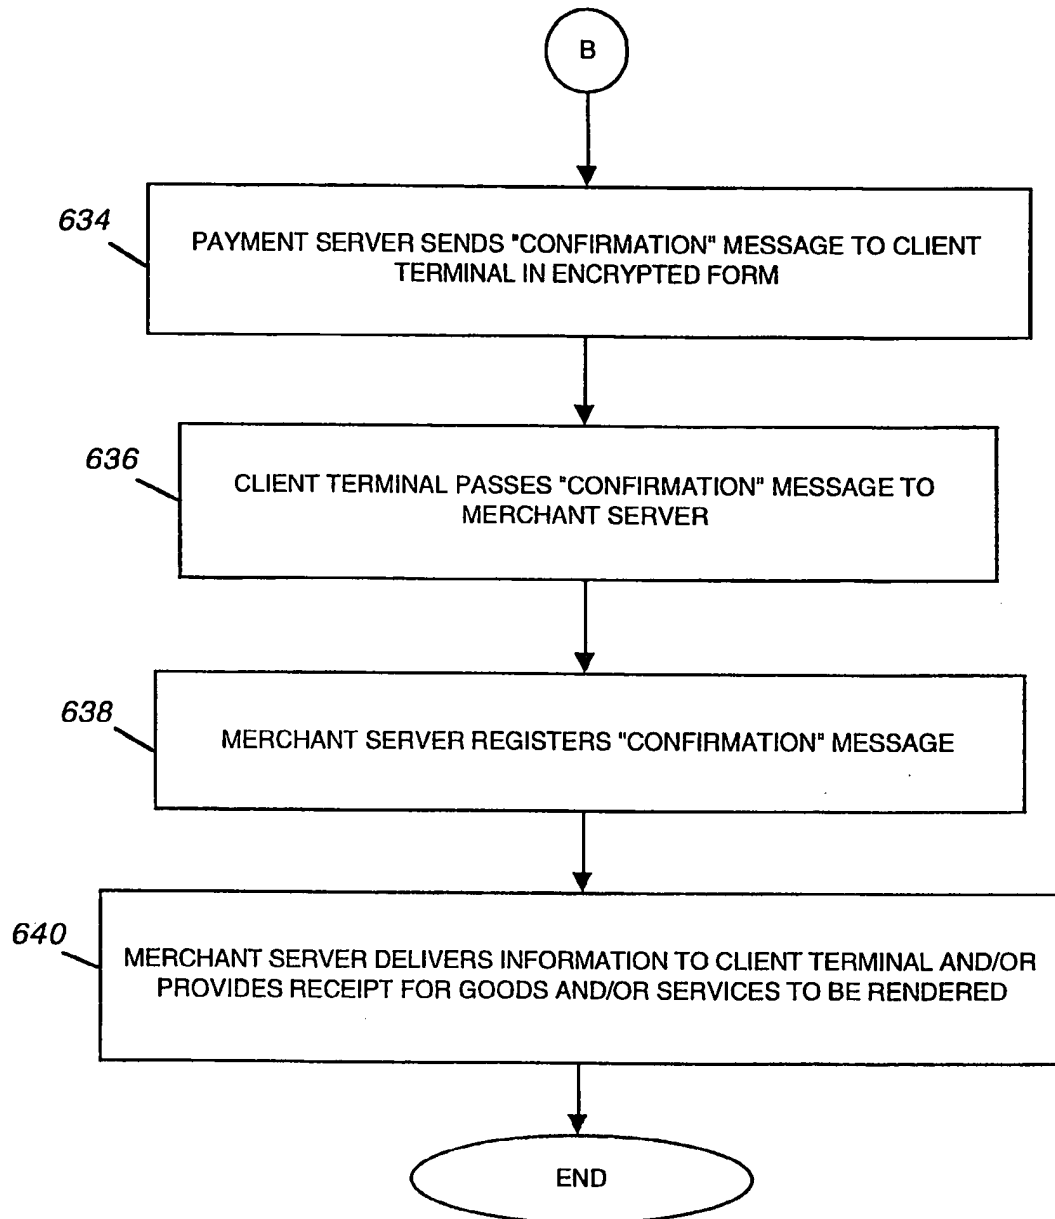 B
634
PAYMENT SERVER SENDS "CONFIRMATION" MESSAGE TO CLIENT
TERMINAL IN ENCRYPTED FORM
636
CLIENT TERMINAL PASSES "CONFIRMATION" MESSAGE TO
MERCHANT SERVER
638
MERCHANT SERVER REGISTERS "CONFIRMATION" MESSAGE
640
MERCHANT SERVER DELIVERS INFORMATION TO CLIENT TERMINAL AND/OR
PROVIDES RECEIPT FOR GOODS AND/OR SERVICES TO BE RENDERED
END